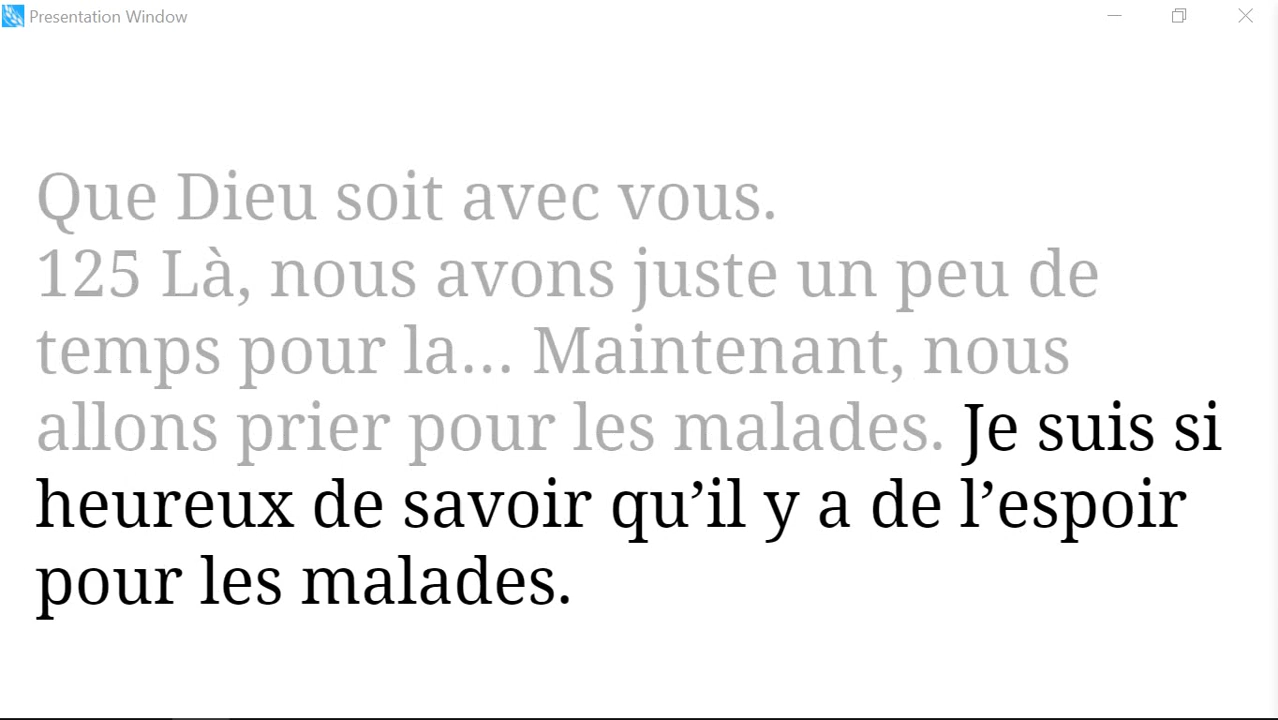 Presentation Window
Que Dieu soit avec vous.
125 Là, nous avons juste un peu de
temps pour la... Maintenant, nous
allons prier pour les malades. Je suis si
heureux de savoir qu’il y a de l’espoir
pour les malades.